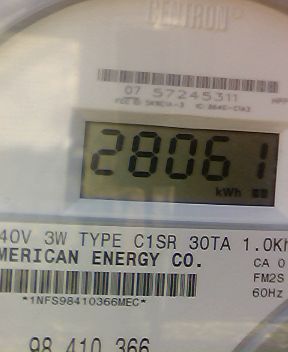 CENTRON®
07 57245311
28061
kWh
40V 3W TYPE C1SR 30TA 1.0Kh
MERICAN ENERGY CO.
CA 0
FM2S
60Hz
*1NFS98410366MEC*
98 410 366